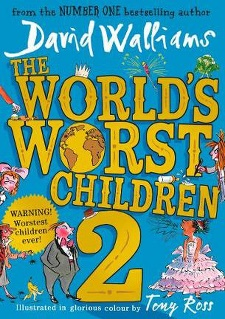 from the NUMBER ONE bestselling author
David Walliams
THE
WORLD'S
WORST
CHILDREN
2
WARNING!
Worstest
children
ever!
Illustrated in glorious colour by Tony Ross